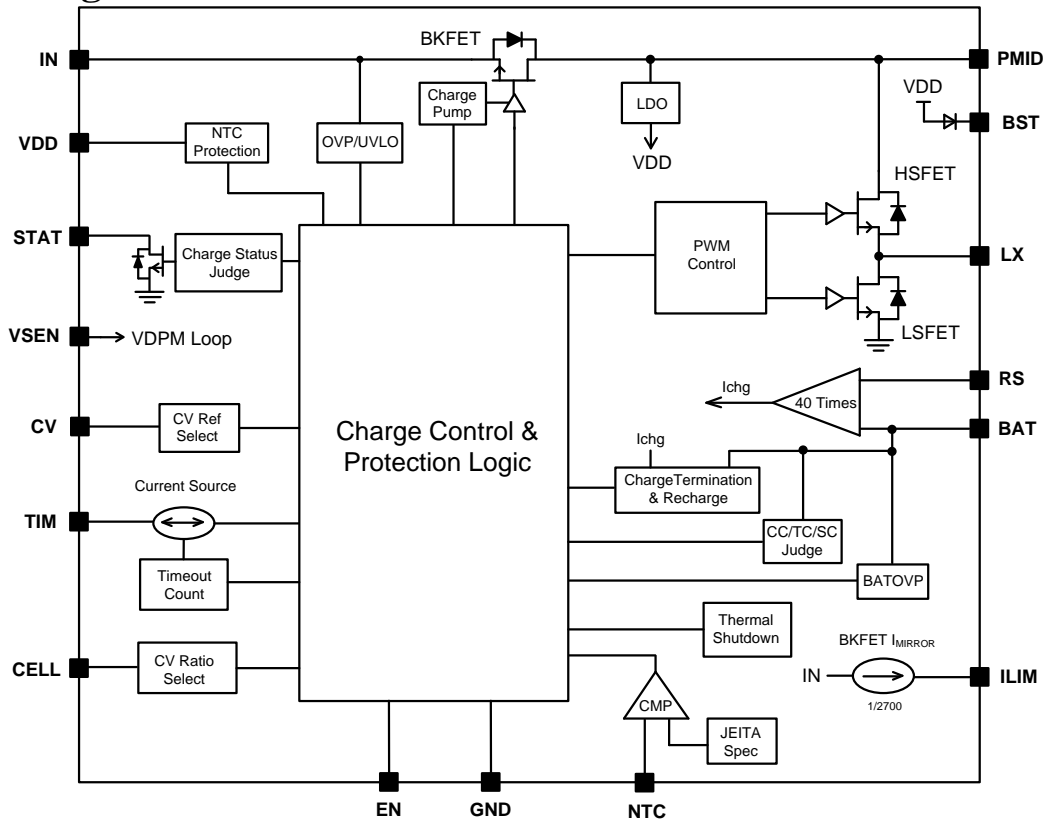 BKFET
IN
PMID
Charge
Pump
LDO
VDD
BST
VDD
NTC
Protection
OVP/UVLO
VDD
HSFET
STAT
Charge Status
Judge
PWM
Control
LX
VSEN
VDPM Loop
LSFET
RS
Ichg
40 Times
CV
CV Ref
Select
Charge Control &
Protection Logic
BAT
Ichg
ChargeTermination
& Recharge
Current Source
TIM
CC/TC/SC
Judge
Timeout
Count
BATOVP
Thermal
Shutdown
BKFET IMIRROR
CELL
CV Ratio
Select
IN
ILIM
1/2700
CMP
JEITA
Spec
EN
GND
NTC